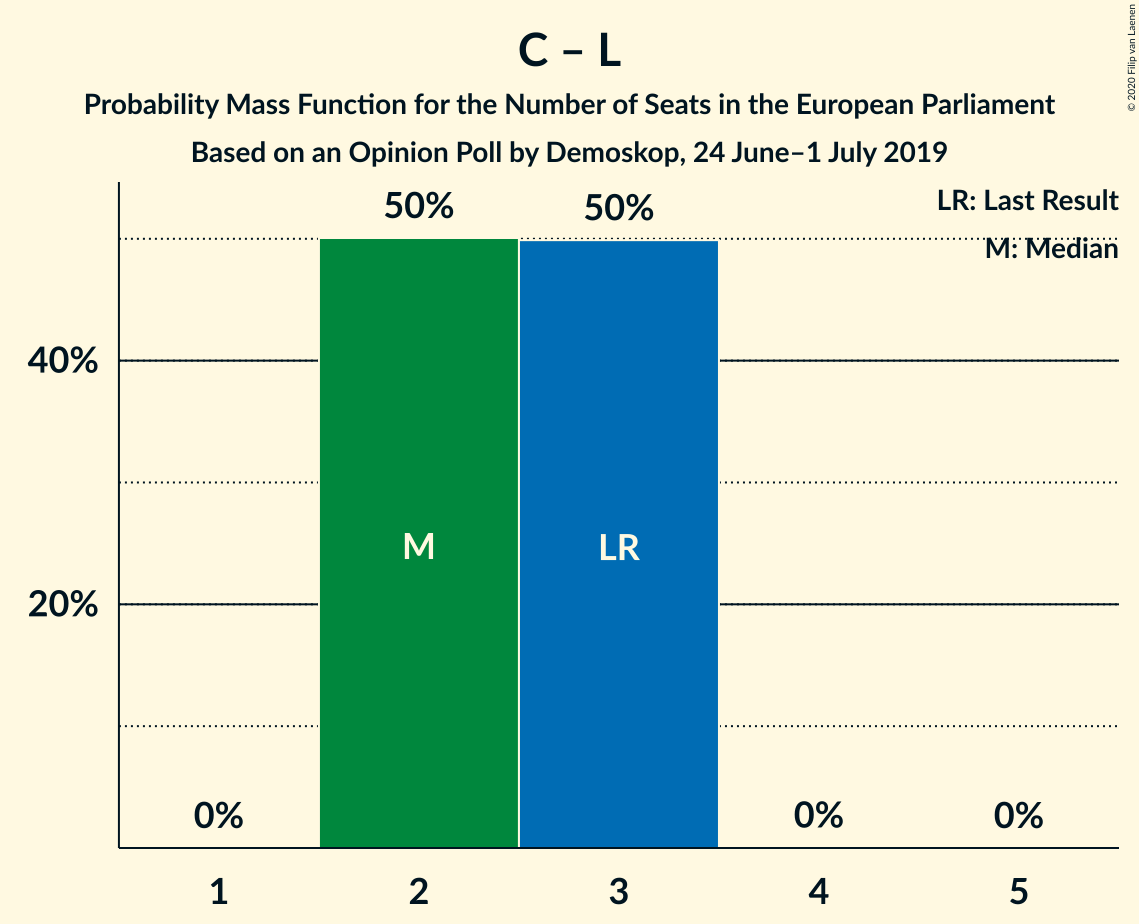 C – L
Probability Mass Function for the Number of Seats in the European Parliament
Based on an Opinion Poll by Demoskop, 24 June–1 July 2019
© 2020 Filip van Laenen
LR: Last Result
M: Median
50%
50%
40%
20%
M
LR
0%
0%
0%
1
2
3
4
5